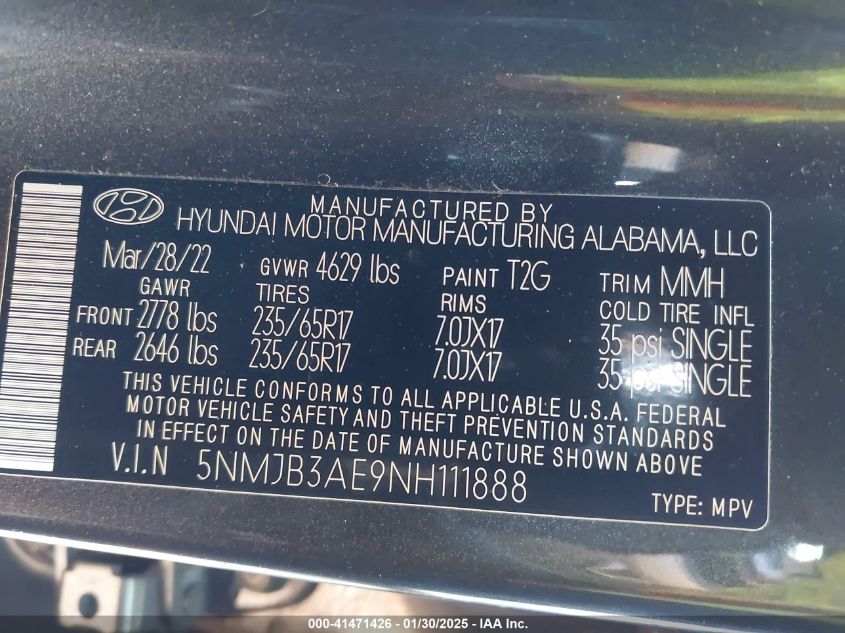 MANUFACTURED BY
HYUNDAI MOTOR MANUFACTURING ALABAMA, LLC
Mar/28/22 GVWR 4629 lbs PAINT T2G TRIM MMH
GAWR TIRES RIMS COLD TIRE INFL
FRONT 2778 lbs 235/65R17 7.0JX17 35 psi SINGLE
REAR 2646 lbs 235/65R17 7.0JX17 35 psi SINGLE
THIS VEHICLE CONFORMS TO ALL APPLICABLE U.S.A. FEDERAL
MOTOR VEHICLE SAFETY AND THEFT PREVENTION STANDARDS
IN EFFECT ON THE DATE OF MANUFACTURE SHOWN ABOVE
V.I.N 5NMJB3AE9NH111888
TYPE: MPV
000-41471426 - 01/30/2025 - IAA Inc.